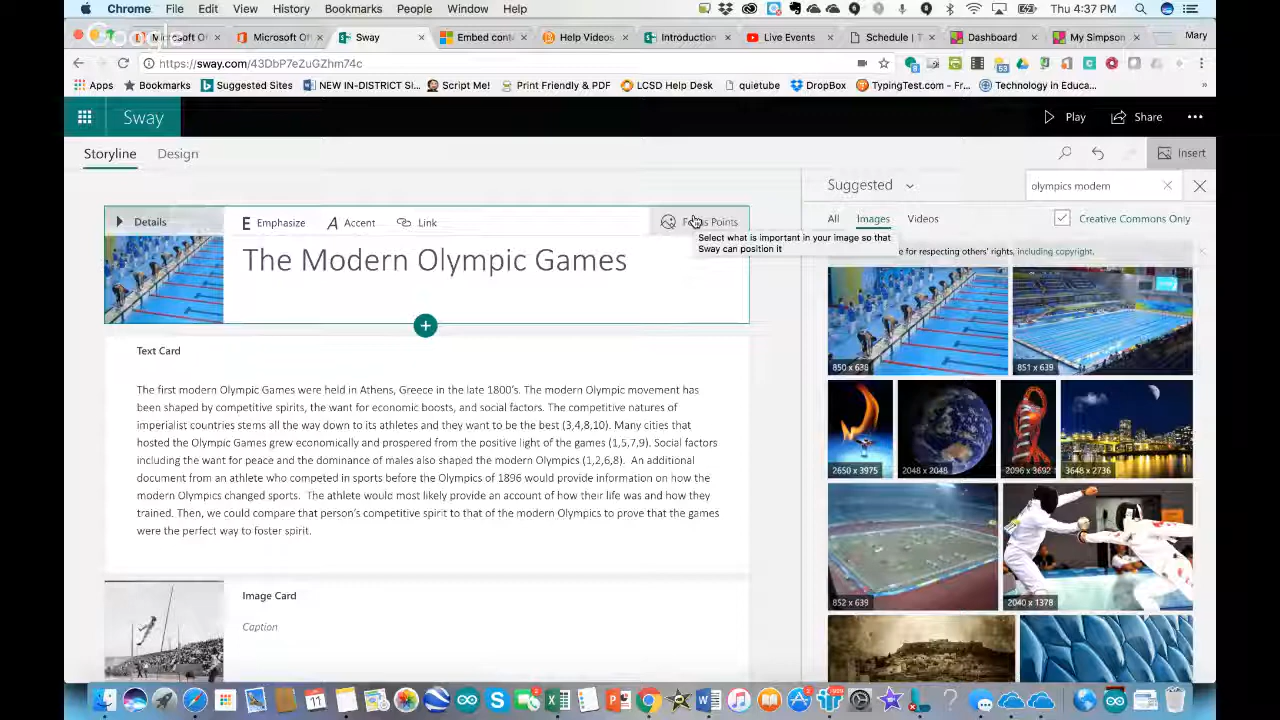 Chrome File Edit View History Bookmarks People Window Help Thu 4:37 PM
Google
Microsoft Of Microsoft Of Sway Embed cont Help Videos Introduction Live Events Schedule | T Dashboard My Simpson Mary
https://sway.com/43DbP7eZuGZhm74c
Apps Bookmarks Suggested Sites NEW IN-DISTRICT SI... Script Me! Print Friendly & PDF LCSD Help Desk quietube DropBox TypingTest.com - Fr... Technology in Educa... »
Sway Play Share
Storyline Design Insert
Suggested olympics modern
Details E Emphasize A Accent Link Focus Points
All Images Videos Creative Commons Only
Select what is important in your image so that
Sway can position it
e for respecting others' rights, including copyright.
The Modern Olympic Games
850 x 638 851 x 639
Text Card
The first modern Olympic Games were held in Athens, Greece in the late 1800's. The modern Olympic movement has
been shaped by competitive spirits, the want for economic boosts, and social factors. The competitive natures of
imperialist countries stems all the way down to its athletes and they want to be the best (3,4,8,10). Many cities that
hosted the Olympic Games grew economically and prospered from the positive light of the games (1,5,7,9). Social factors
including the want for peace and the dominance of men also shaped the modern Olympics (1,2,6,8). An additional
document from an athlete who competed in sports before the Olympics of 1896 would provide information on how the
modern Olympics changed sports. The athlete would most likely provide an account of how their life was and how they
trained. Then, we could compare that person's competitive spirit to that of the modern Olympics to prove that the games
were the perfect way to foster spirit.
2650 x 3975 2048 x 2048 2096 x 3692 3648 x 2736
852 x 639 2040 x 1378
Image Card
Caption